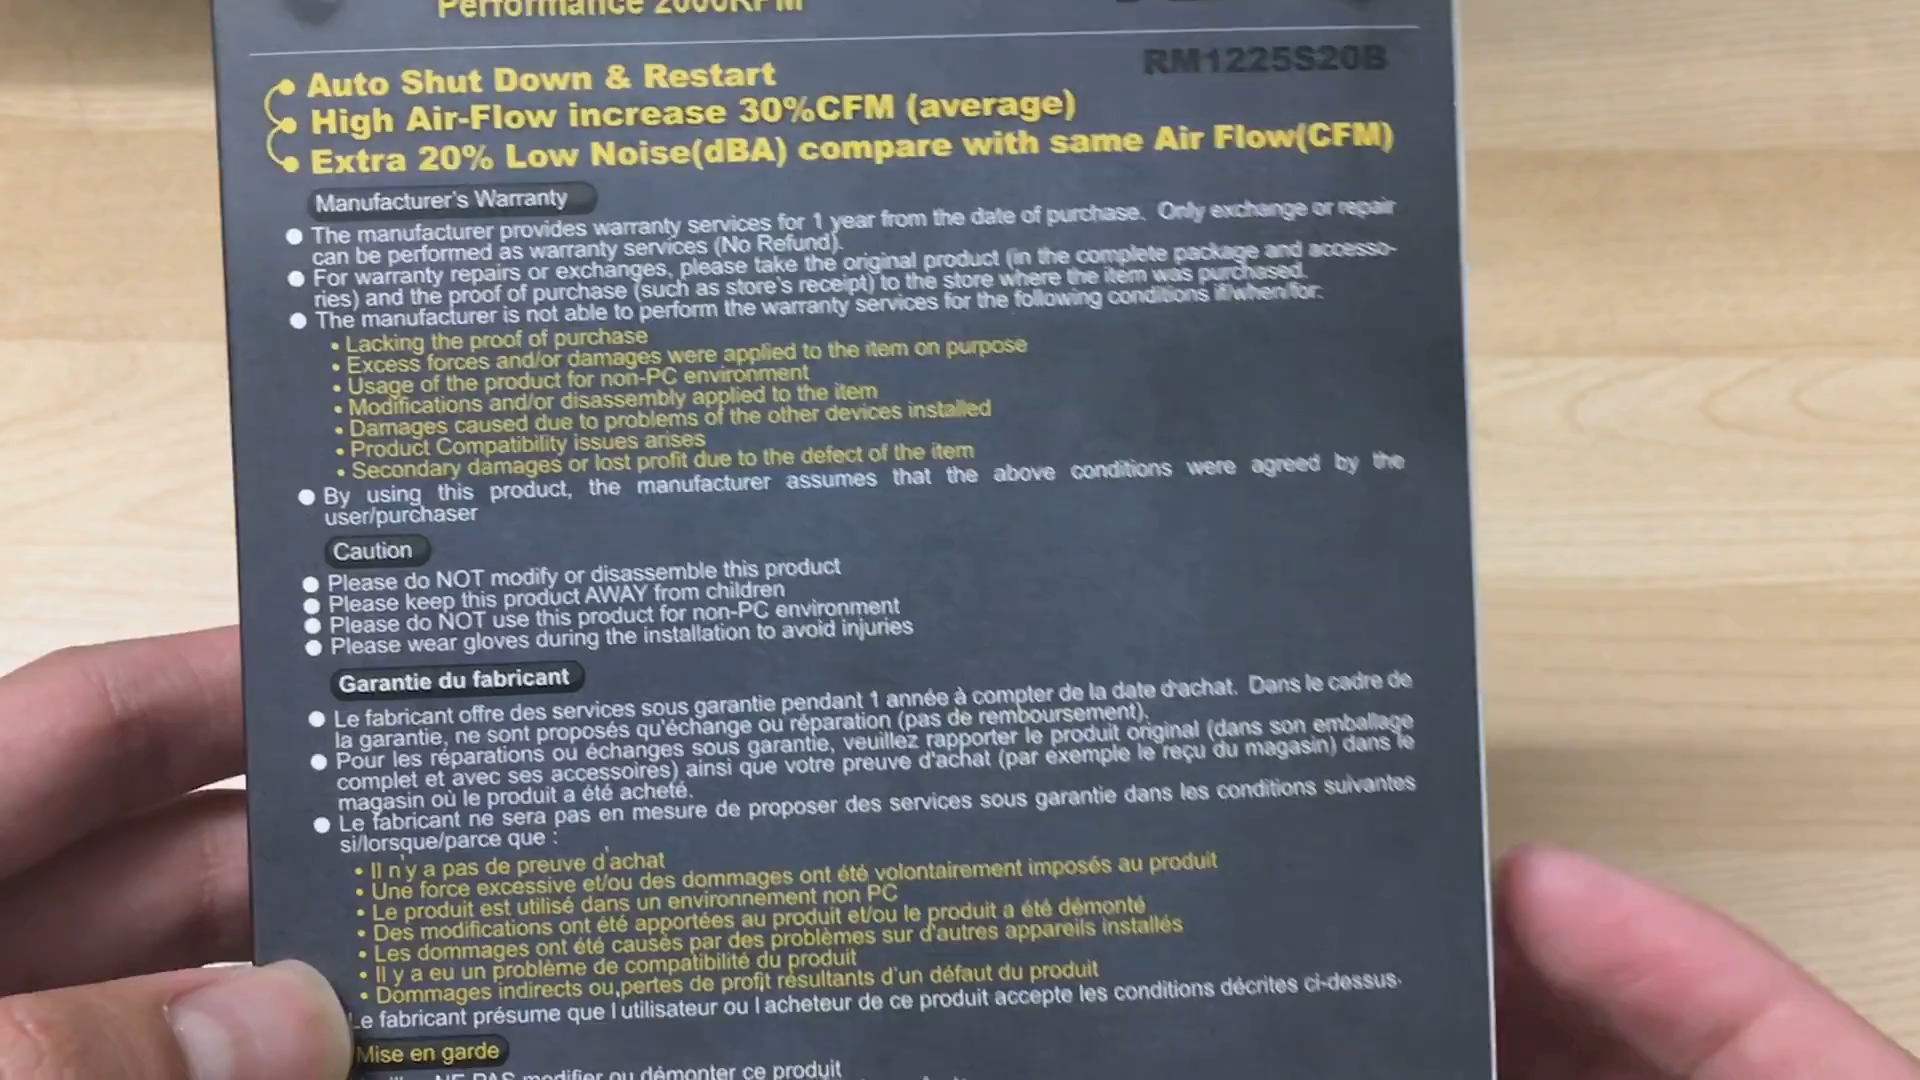 Performance 2000RPM
RM1225S20B
Auto Shut Down & Restart
High Air-Flow increase 30%CFM (average)
Extra 20% Low Noise(dBA) compare with same Air Flow(CFM)
Manufacturer's Warranty
The manufacturer provides warranty services for 1 year from the date of purchase. Only exchange or repair
can be performed as warranty services (No Refund).
For warranty repairs or exchanges, please take the original product (in the complete package and accesso-
ries) and the proof of purchase (such as store's receipt) to the store where the item was purchased.
The manufacturer is not able to perform the warranty services for the following conditions if/when/for:
• Lacking the proof of purchase
• Excess forces and/or damages were applied to the item on purpose
• Usage of the product for non-PC environment
• Modifications and/or disassembly applied to the item
• Damages caused due to problems of the other devices installed
• Product Compatibility issues arises
• Secondary damages or lost profit due to the defect of the item
By using this product, the manufacturer assumes that the above conditions were agreed by the
user/purchaser
Caution
Please do NOT modify or disassemble this product
Please keep this product AWAY from children
Please do NOT use this product for non-PC environment
Please wear gloves during the installation to avoid injuries
Garantie du fabricant
Le fabricant offre des services sous garantie pendant 1 année à compter de la date d'achat. Dans le cadre de
la garantie, ne sont proposés qu'échange ou réparation (pas de remboursement).
Pour les réparations ou échanges sous garantie, veuillez rapporter le produit original (dans son emballage
complet et avec ses accessoires) ainsi que votre preuve d'achat (par exemple le reçu du magasin) dans le
magasin où le produit a été acheté.
Le fabricant ne sera pas en mesure de proposer des services sous garantie dans les conditions suivantes
si/lorsque/parce que :
• Il n'y a pas de preuve d'achat
• Une force excessive et/ou des dommages ont été volontairement imposés au produit
• Le produit est utilisé dans un environnement non PC
• Des modifications ont été apportées au produit et/ou le produit a été démonté
• Les dommages ont été causés par des problèmes sur d'autres appareils installés
• Il y a eu un problème de compatibilité du produit
• Dommages indirects ou pertes de profit résultants d'un défaut du produit
Le fabricant présume que l'utilisateur ou l'acheteur de ce produit accepte les conditions décrites ci-dessus.
Mise en garde
NE PAS modifier ou démonter ce produit